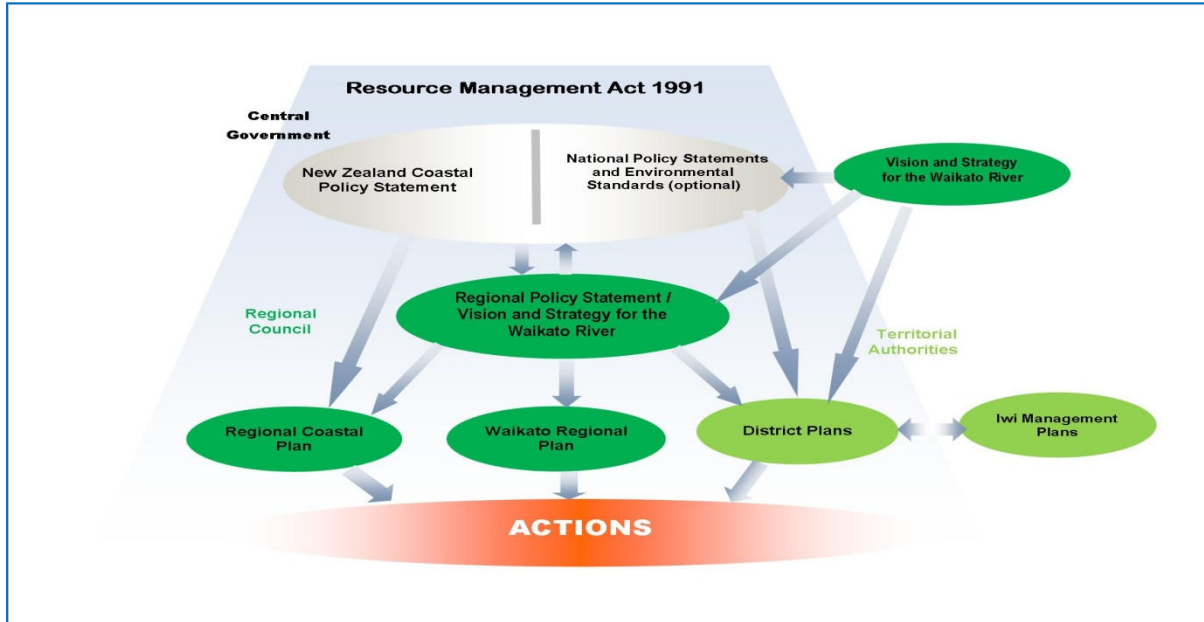 Resource Management Act 1991
Central
Government
New Zealand Coastal
Policy Statement
National Policy Statements
and Environmental
Standards (optional)
Vision and Strategy
for the Waikato River
Regional
Council
Regional Policy Statement /
Vision and Strategy for the
Waikato River
Territorial
Authorities
Regional Coastal
Plan
Waikato Regional
Plan
District Plans
Iwi Management
Plans
ACTIONS